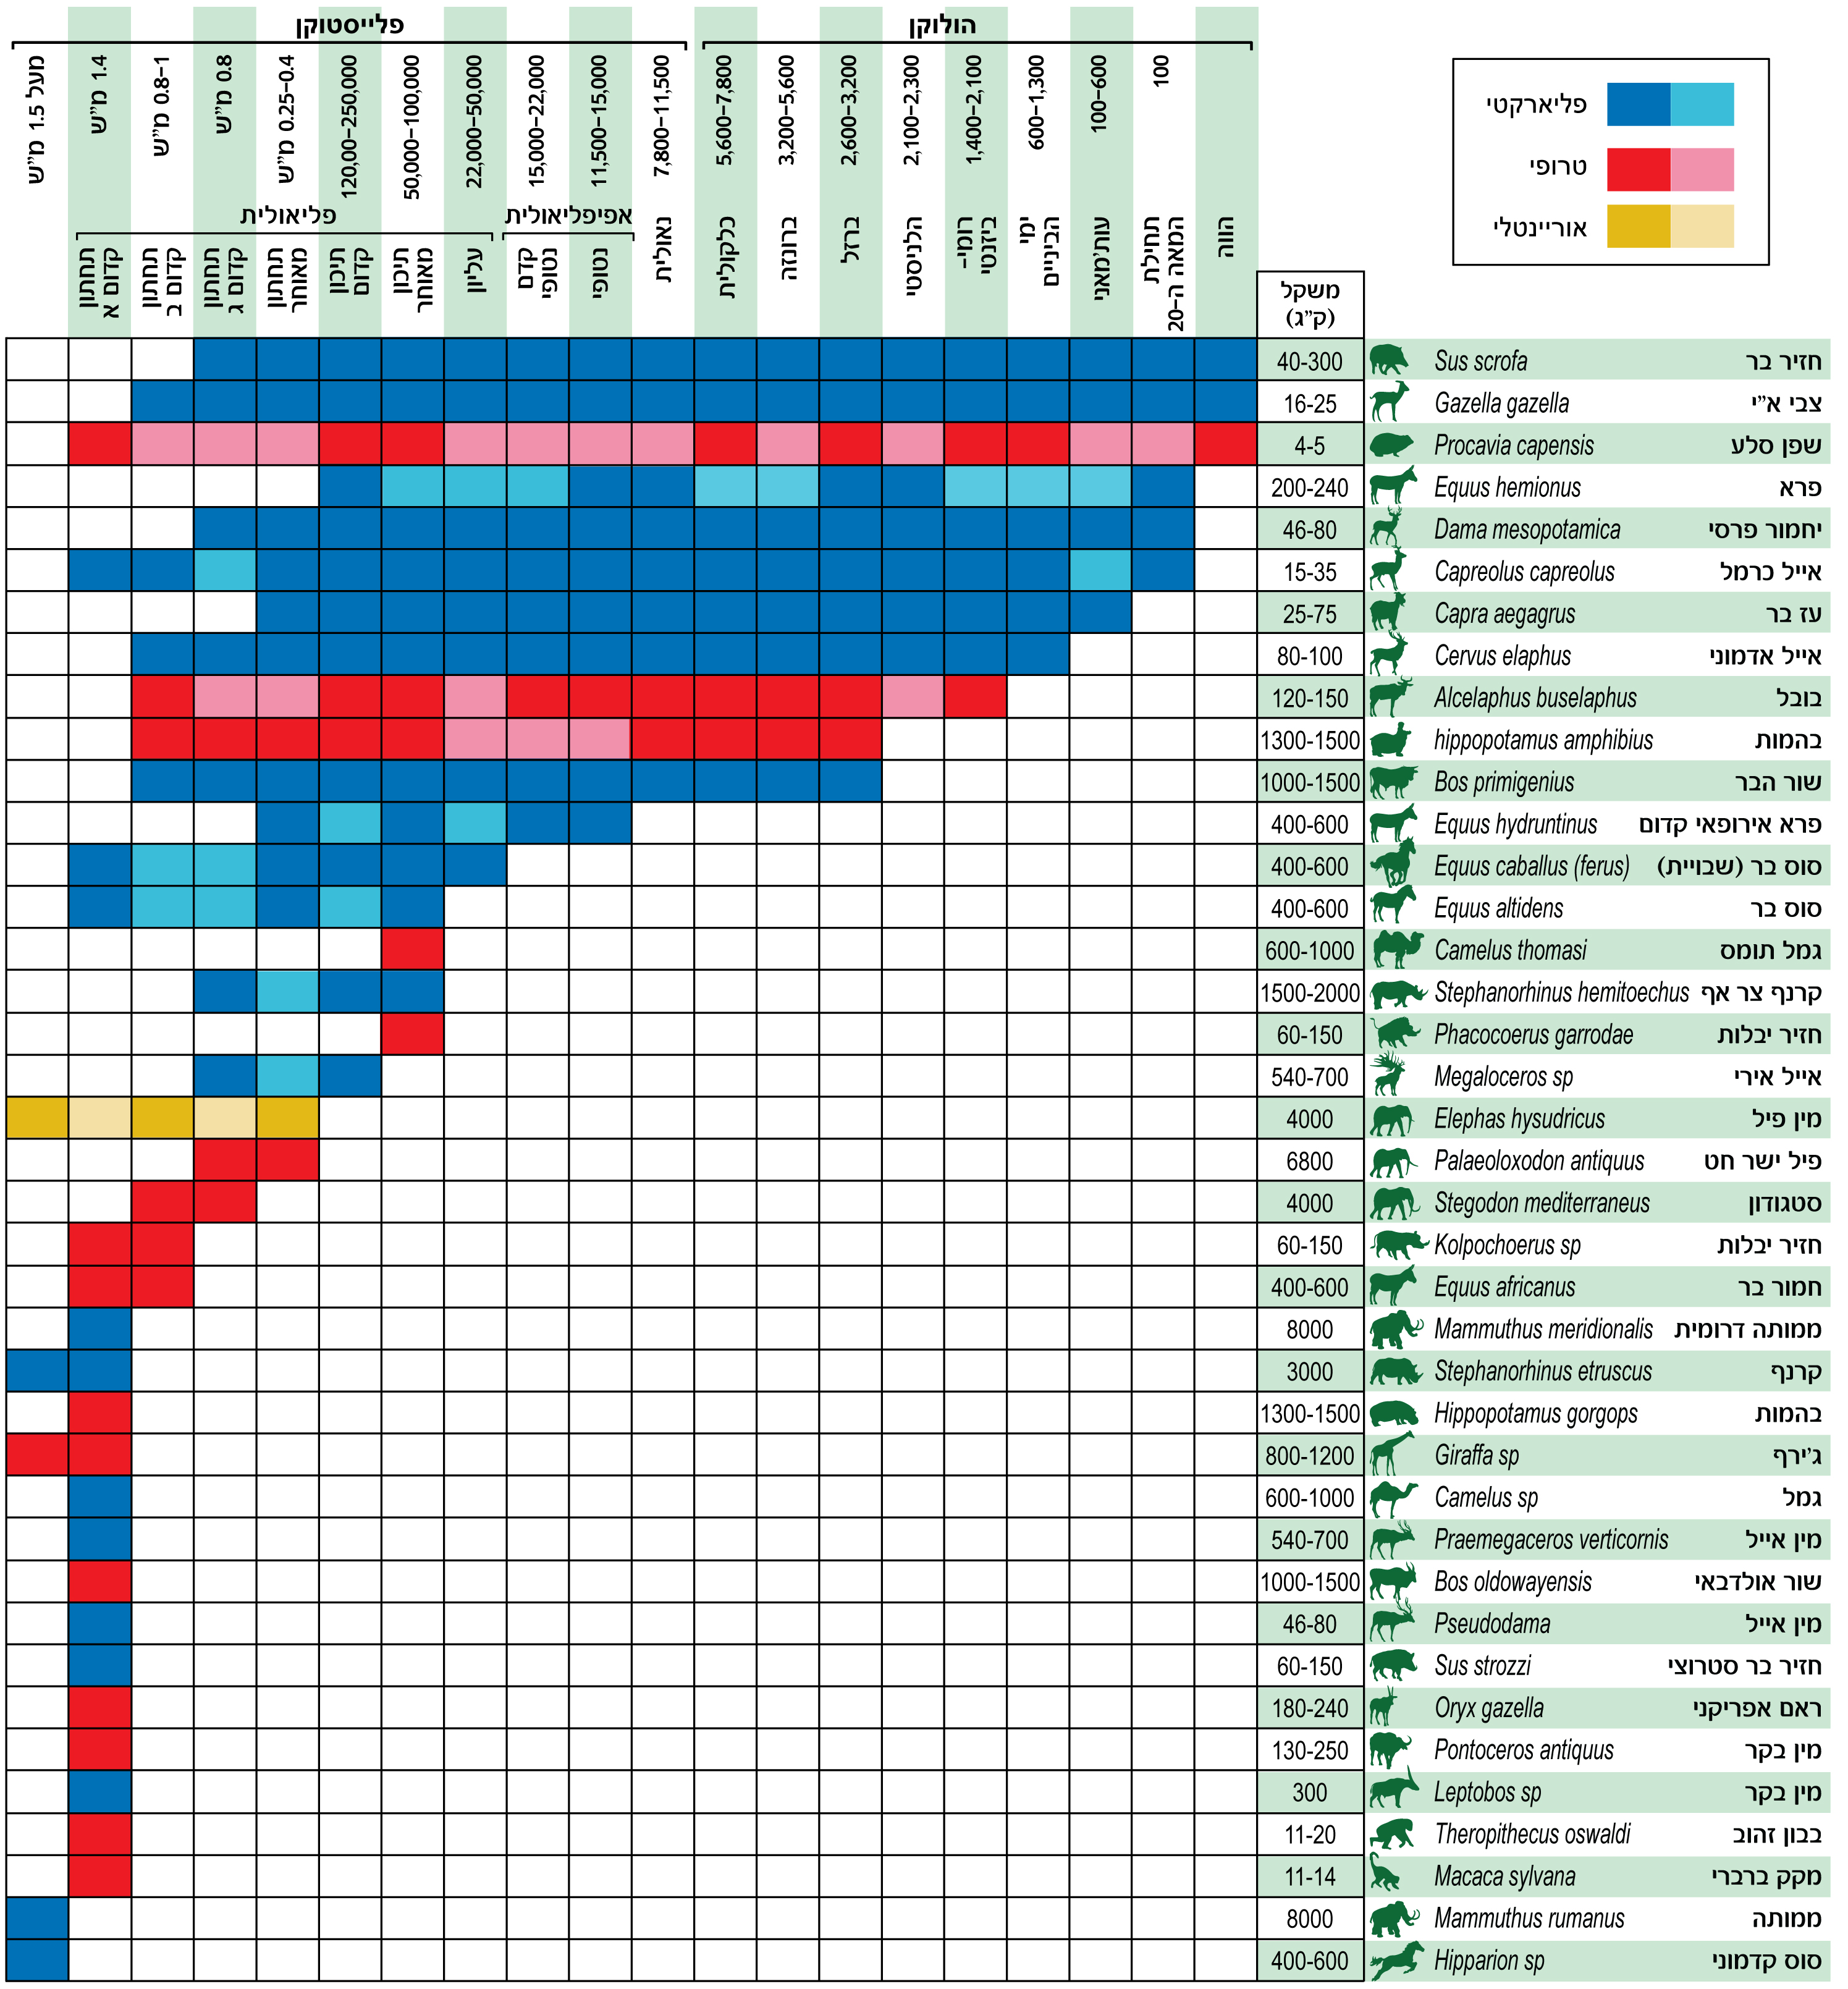 הולוקן
פלייסטוקן
פליארקטי
טרופי
אוריינטלי
100
100–600
600–1,300
1,400–2,100
2,100–2,300
2,600–3,200
3,200–5,600
5,600–7,800
7,800–11,500
11,500–15,000
15,000–22,000
22,000–50,000
50,000–100,000
120,00–250,000
0.25–0.4 מ"ש
0.8 מ"ש
0.8–1 מ"ש
1.4 מ"ש
מעל 1.5 מ"ש
אפיפליאולית
פליאולית
הווה
תחילת המאה ה-20
עות'מאני
ימי הביניים
רומי– ביזנטי
הלניסטי
ברזל
ברונזה
כלקולית
נאולית
נטופי
קדם נטופי
עליון
תיכון מאוחר
תיכון קדום
תחתון מאוחר
תחתון קדום ג
תחתון קדום ב
תחתון קדום א
משקל
(ק"ג)
חזיר בר Sus scrofa 40-300
צבי א"י Gazella gazella 16-25
שפן סלע Procavia capensis 4-5
פרא Equus hemionus 200-240
יחמור פרסי Dama mesopotamica 46-80
אייל כרמל Capreolus capreolus 15-35
עז בר Capra aegagrus 25-75
אייל אדמוני Cervus elaphus 80-100
בובל Alcelaphus buselaphus 120-150
בהמות hippopotamus amphibius 1300-1500
שור הבר Bos primigenius 1000-1500
פרא אירופאי קדום Equus hydruntinus 400-600
סוס בר (שבויית) Equus caballus (ferus) 400-600
סוס בר Equus altidens 400-600
גמל תומס Camelus thomasi 600-1000
קרנף צר אף Stephanorhinus hemitoechus 1500-2000
חזיר יבלות Phacocoerus garrodae 60-150
אייל אירי Megaloceros sp 540-700
מין פיל Elephas hysudricus 4000
פיל ישר חט Palaeoloxodon antiquus 6800
סטגודון Stegodon mediterraneus 4000
חזיר יבלות Kolpochoerus sp 60-150
חמור בר Equus africanus 400-600
ממותה דרומית Mammuthus meridionalis 8000
קרנף Stephanorhinus etruscus 3000
בהמות Hippopotamus gorgops 1300-1500
ג'ירף Giraffa sp 800-1200
גמל Camelus sp 600-1000
מין אייל Praemegaceros verticornis 540-700
שור אולדבאי Bos oldowayensis 1000-1500
מין אייל Pseudodama 46-80
חזיר בר סטרוצי Sus strozzi 60-150
ראם אפריקני Oryx gazella 180-240
מין בקר Pontoceros antiquus 130-250
מין בקר Leptobos sp 300
בבון זהוב Theropithecus oswaldi 11-20
מקק ברברי Macaca sylvana 11-14
ממותה Mammuthus rumanus 8000
סוס קדמוני Hipparion sp 400-600